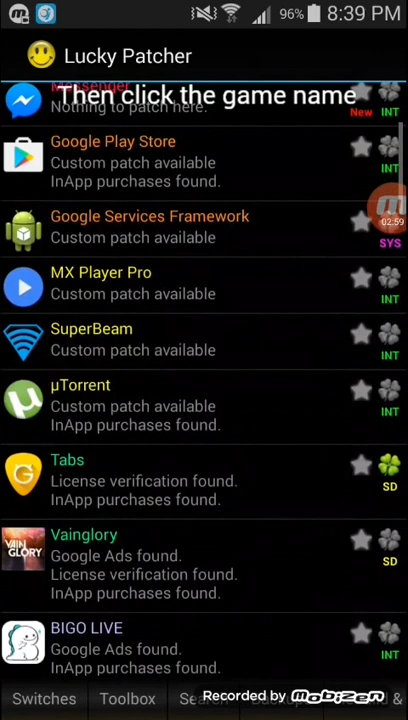 96% 8:39 PM
Lucky Patcher
Messenger
Then click the game name
Nothing to patch here.
New INT
Google Play Store
Custom patch available
InApp purchases found.
INT
02:59
Google Services Framework
Custom patch available
SYS
MX Player Pro
Custom patch available
INT
SuperBeam
Custom patch available
INT
µTorrent
Custom patch available
InApp purchases found.
INT
Tabs
License verification found.
InApp purchases found.
SD
VAIN
GLORY
Vainglory
Google Ads found.
License verification found.
InApp purchases found.
SD
BIGO LIVE
Google Ads found.
InApp purchases found.
INT
Switches Toolbox
Recorded by Mobizen